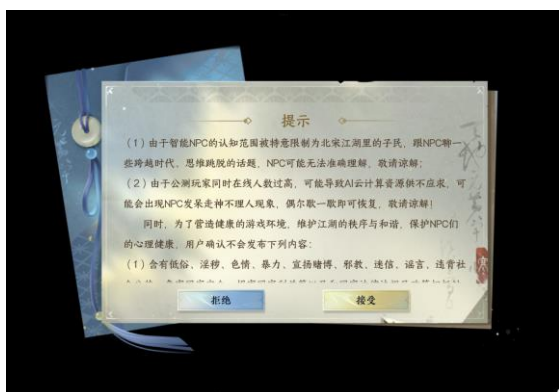 提示
（1）由于智能NPC的认知范围被特意限制为北宋江湖里的子民，跟NPC聊一
些跨越时代、思维跳脱的话题，NPC可能无法准确理解，敬请谅解；
（2）由于公测玩家同时在线人数过高，可能导致AI云计算资源供不应求，可
能会出现NPC发呆走神不理人现象，偶尔歇一歇即可恢复，敬请谅解！
同时，为了营造健康的游戏环境，维护江湖的秩序与和谐，保护NPC们
的心理健康，用户确认不会发布下列内容：
（1）含有低俗、淫秽、色情、暴力、宣扬赌博、邪教、迷信、谣言、违背社
拒绝
接受